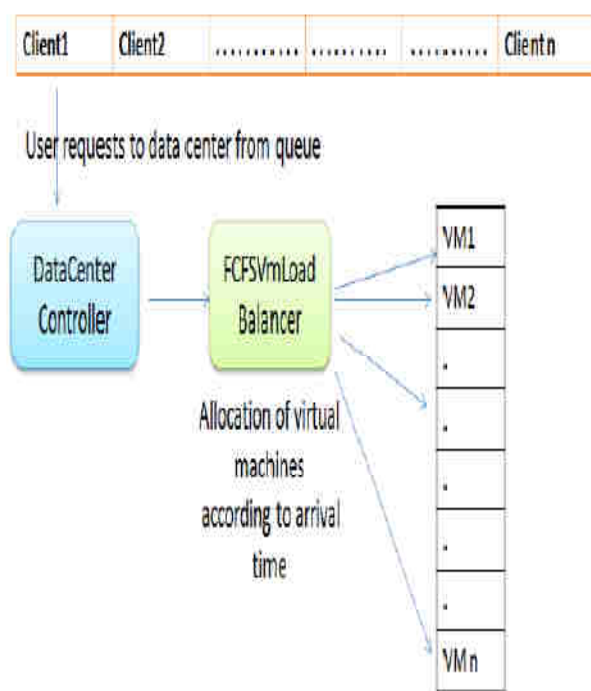 Client1 Client2 ........... .......... ........... Client n
User requests to data center from queue
DataCenter
Controller
FCFSVmLoad
Balancer
Allocation of virtual
machines
according to arrival
time
VM1
VM2
.
.
.
.
.
VM n